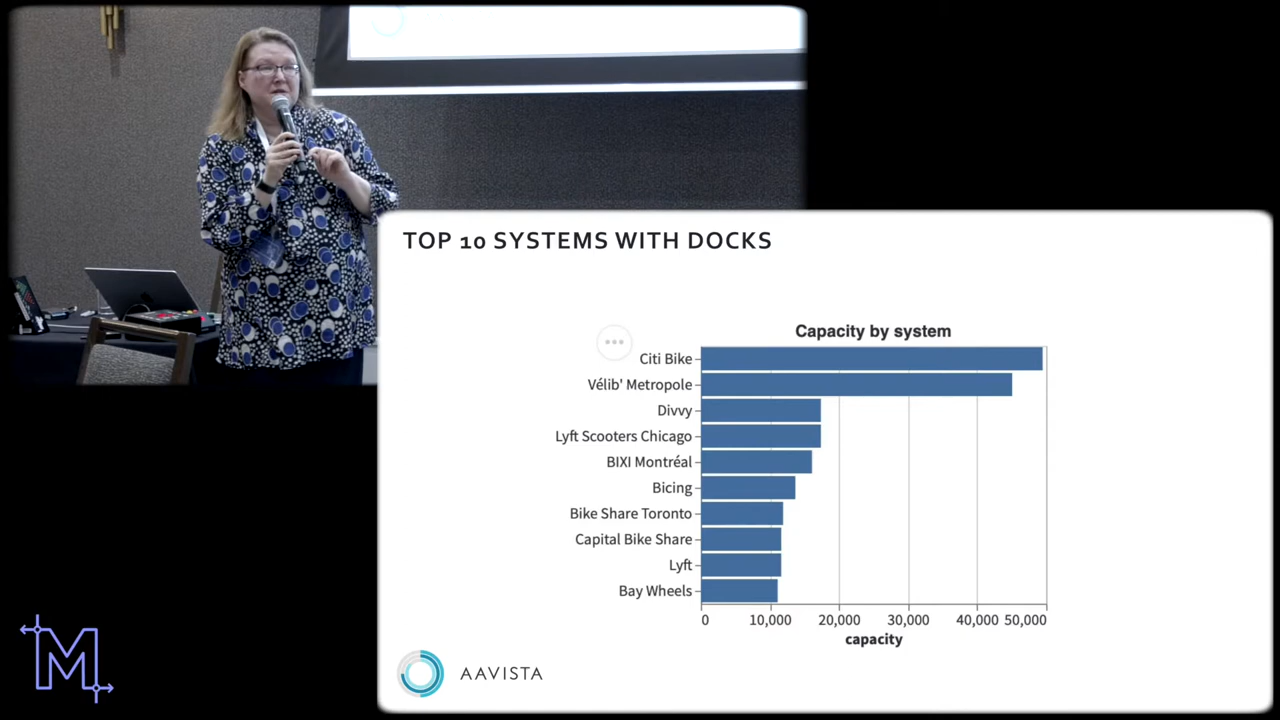 TOP 10 SYSTEMS WITH DOCKS
Capacity by system
Citi Bike
Vélib' Metropole
Divvy
Lyft Scooters Chicago
BIXI Montréal
Bicing
Bike Share Toronto
Capital Bike Share
Lyft
Bay Wheels
0 10,000 20,000 30,000 40,000 50,000
capacity
AAVISTA
M